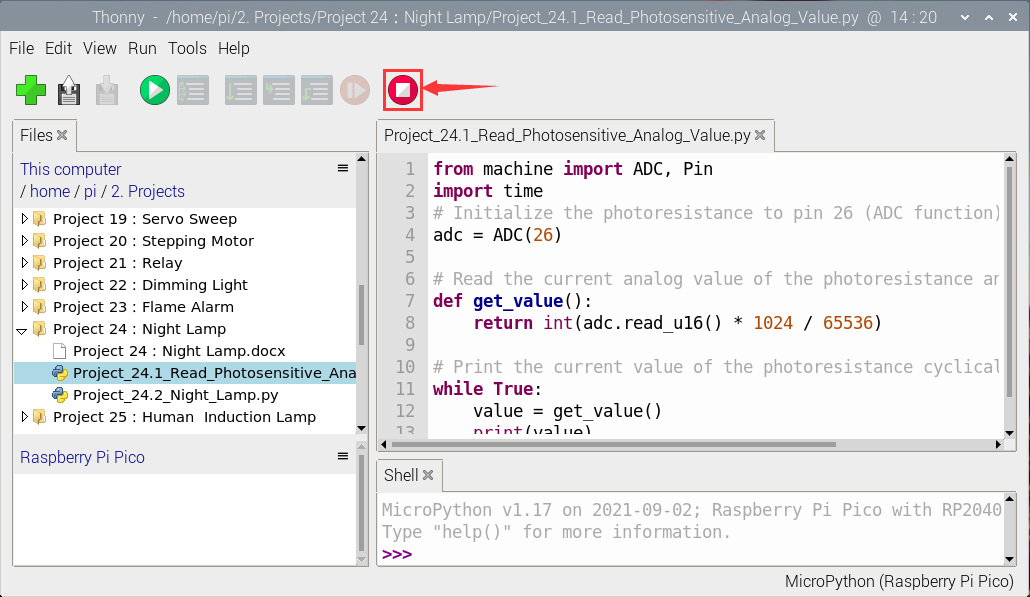 Thonny - /home/pi/2. Projects/Project 24 : Night Lamp/Project_24.1_Read_Photosensitive_Analog_Value.py @ 14 : 20
File Edit View Run Tools Help
Files
This computer
/ home / pi / 2. Projects
Project 19 : Servo Sweep
Project 20 : Stepping Motor
Project 21 : Relay
Project 22 : Dimming Light
Project 23 : Flame Alarm
Project 24 : Night Lamp
Project 24 : Night Lamp.docx
Project_24.1_Read_Photosensitive_Ana
Project_24.2_Night_Lamp.py
Project 25 : Human  Induction Lamp
Raspberry Pi Pico
Project_24.1_Read_Photosensitive_Analog_Value.py
1 from machine import ADC, Pin
2 import time
3 # Initialize the photoresistance to pin 26 (ADC function)
4 adc = ADC(26)
5
6 # Read the current analog value of the photoresistance an
7 def get_value():
8     return int(adc.read_u16() * 1024 / 65536)
9
10 # Print the current value of the photoresistance cyclical
11 while True:
12     value = get_value()
13     print(value)
Shell
MicroPython v1.17 on 2021-09-02; Raspberry Pi Pico with RP2040
Type "help()" for more information.
>>>
MicroPython (Raspberry Pi Pico)